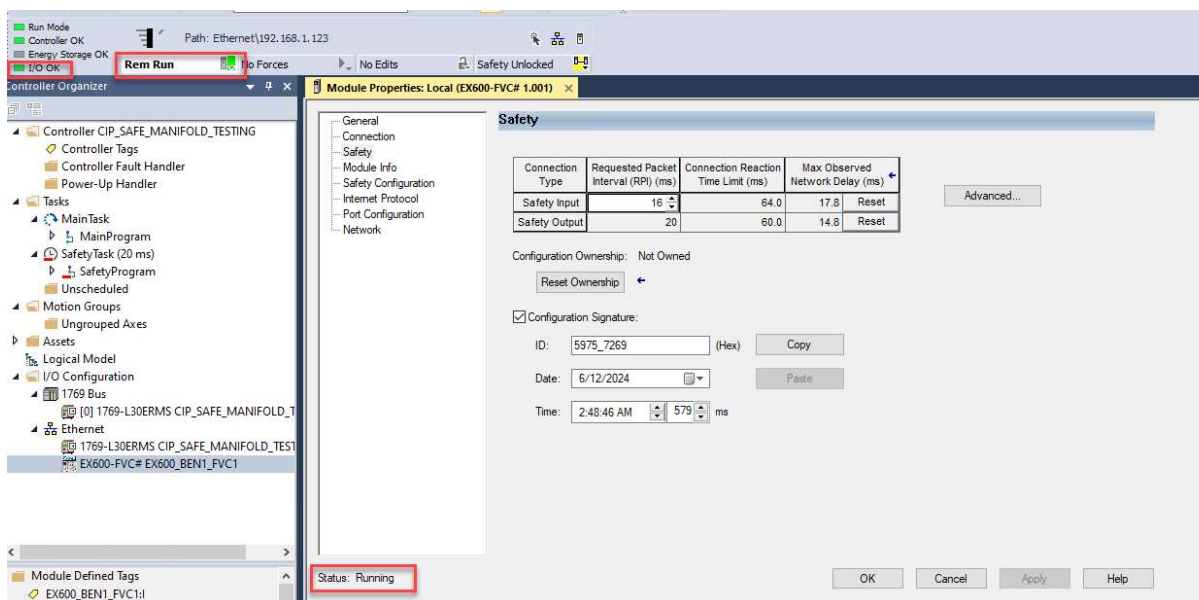 Run Mode
Controller OK
Energy Storage OK
I/O OK
Path: Ethernet\192.168.1.123
Rem Run
No Forces
No Edits
Safety Unlocked
Controller Organizer
Controller CIP_SAFE_MANIFOLD_TESTING
Controller Tags
Controller Fault Handler
Power-Up Handler
Tasks
MainTask
MainProgram
SafetyTask (20 ms)
SafetyProgram
Unscheduled
Motion Groups
Ungrouped Axes
Assets
Logical Model
I/O Configuration
1769 Bus
[0] 1769-L30ERMS CIP_SAFE_MANIFOLD_T
Ethernet
1769-L30ERMS CIP_SAFE_MANIFOLD_TEST
EX600-FVC# EX600_BEN1_FVC1
Module Defined Tags
EX600_BEN1_FVC1:I
Module Properties: Local (EX600-FVC# 1.001) ×
General
Connection
Safety
Module Info
Safety Configuration
Internet Protocol
Port Configuration
Network
Safety
Connection Type
Requested Packet Interval (RPI) (ms)
Connection Reaction Time Limit (ms)
Max Observed Network Delay (ms)
Safety Input 16 64.0 17.8 Reset
Safety Output 20 60.0 14.8 Reset
Advanced...
Configuration Ownership: Not Owned
Reset Ownership
Configuration Signature:
ID: 5975_7269 (Hex) Copy
Date: 6/12/2024 Paste
Time: 2:48:46 AM 579 ms
Status: Running
OK Cancel Apply Help